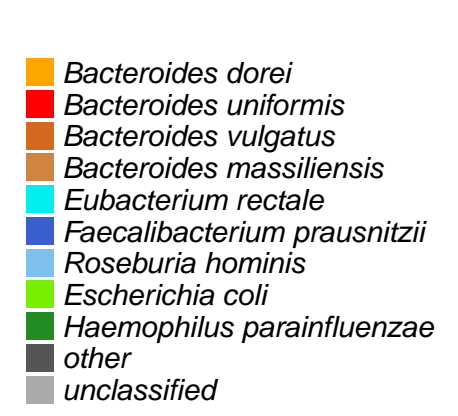 Bacteroides dorei
Bacteroides uniformis
Bacteroides vulgatus
Bacteroides massiliensis
Eubacterium rectale
Faecalibacterium prausnitzii
Roseburia hominis
Escherichia coli
Haemophilus parainfluenzae
other
unclassified